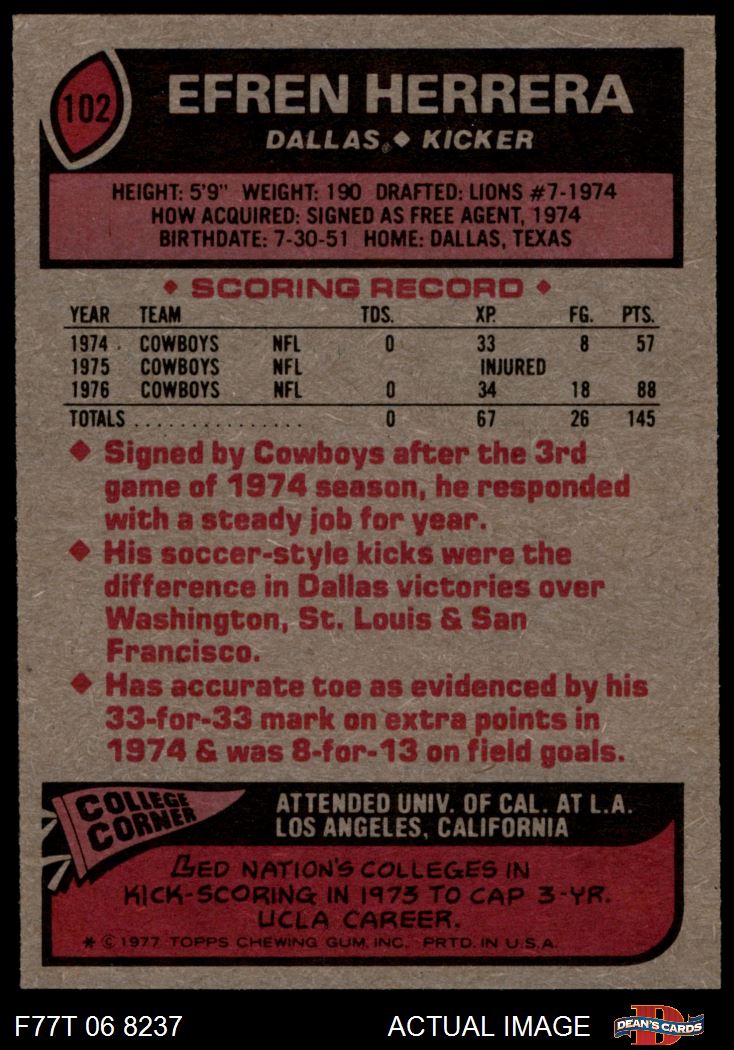 102
EFREN HERRERA
DALLAS ◆ KICKER
HEIGHT: 5'9" WEIGHT: 190 DRAFTED: LIONS #7-1974
HOW ACQUIRED: SIGNED AS FREE AGENT, 1974
BIRTHDATE: 7-30-51 HOME: DALLAS, TEXAS
◆ SCORING RECORD ◆
YEAR TEAM TDS. XP. FG. PTS.
1974 COWBOYS NFL 0 33 8 57
1975 COWBOYS NFL INJURED
1976 COWBOYS NFL 0 34 18 88
TOTALS ................ 0 67 26 145
◆ Signed by Cowboys after the 3rd
game of 1974 season, he responded
with a steady job for year.
◆ His soccer-style kicks were the
difference in Dallas victories over
Washington, St. Louis & San
Francisco.
◆ Has accurate toe as evidenced by his
33-for-33 mark on extra points in
1974 & was 8-for-13 on field goals.
COLLEGE
CORNER
ATTENDED UNIV. OF CAL. AT L.A.
LOS ANGELES, CALIFORNIA
LED NATION'S COLLEGES IN
KICK-SCORING IN 1973 TO CAP 3-YR.
UCLA CAREER.
* © 1977 TOPPS CHEWING GUM, INC. PRTD. IN U.S.A.
F77T 06 8237 ACTUAL IMAGE
D
DEAN'S CARDS